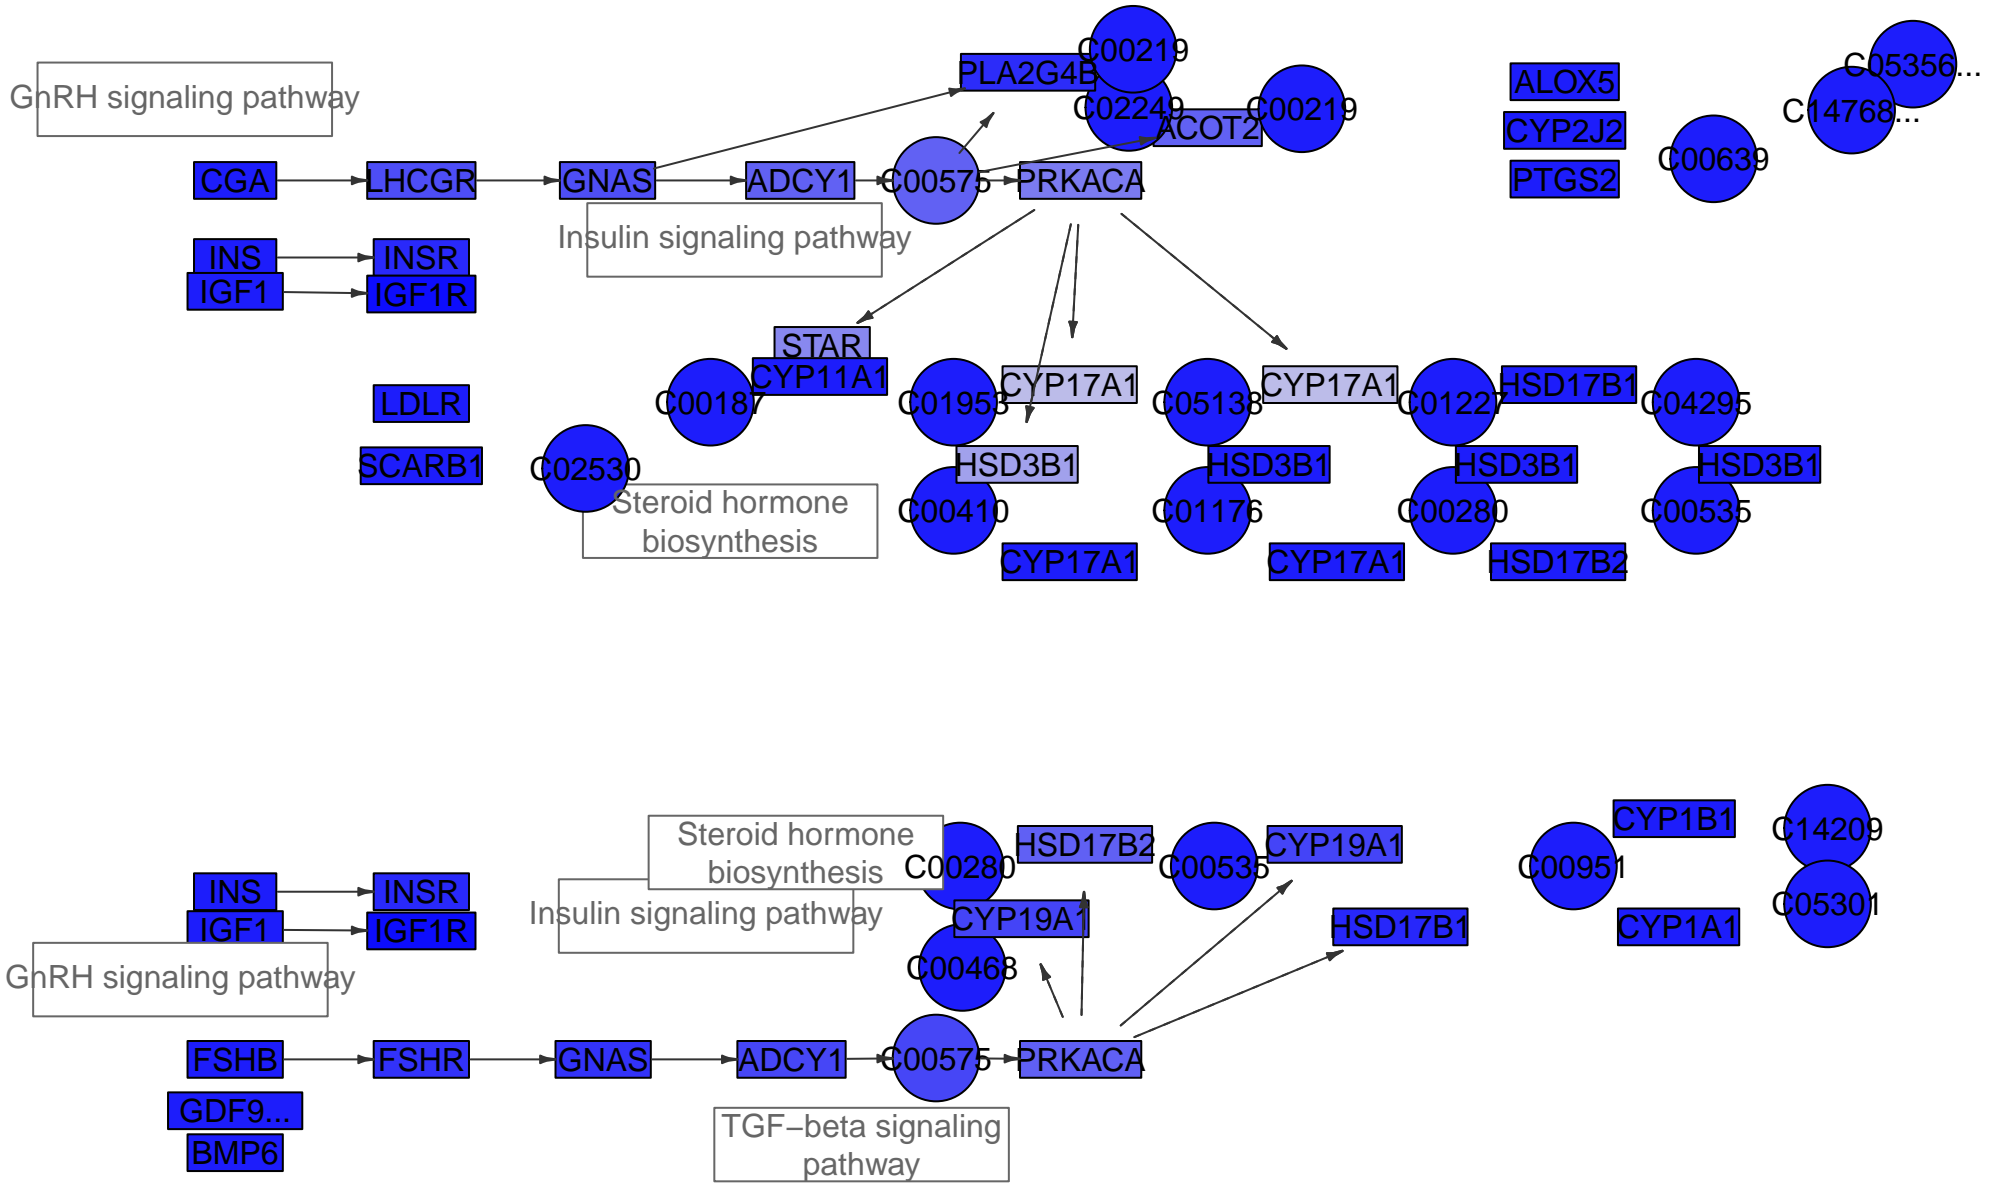 C00219
PLA2G4B
C05356...
GnRH signaling pathway
ALOX5
C14768...
C02249
C00219
ACOT2
CYP2J2
C00639
CGA
LHCGR
GNAS
ADCY1
C00575
PRKACA
PTGS2
Insulin signaling pathway
INS
INSR
IGF1
IGF1R
STAR
CYP11A1
C00187
C01953
CYP17A1
C05138
CYP17A1
C01227
HSD17B1
C04295
LDLR
SCARB1
C02530
HSD3B1
HSD3B1
HSD3B1
HSD3B1
Steroid hormone
biosynthesis
C00410
C01176
C00280
C00535
CYP17A1
CYP17A1
HSD17B2
Steroid hormone
biosynthesis
C00280
HSD17B2
C00535
CYP19A1
C00951
CYP1B1
C14209
INS
INSR
Insulin signaling pathway
CYP19A1
HSD17B1
CYP1A1
C05301
IGF1
IGF1R
GnRH signaling pathway
C00468
FSHB
FSHR
GNAS
ADCY1
C00575
PRKACA
GDF9...
BMP6
TGF−beta signaling
pathway